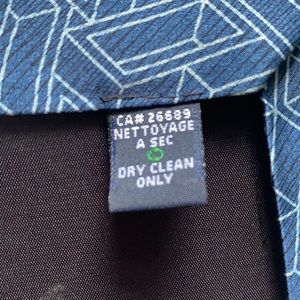 CA# 26689
NETTOYAGE
A SEC
DRY CLEAN
ONLY